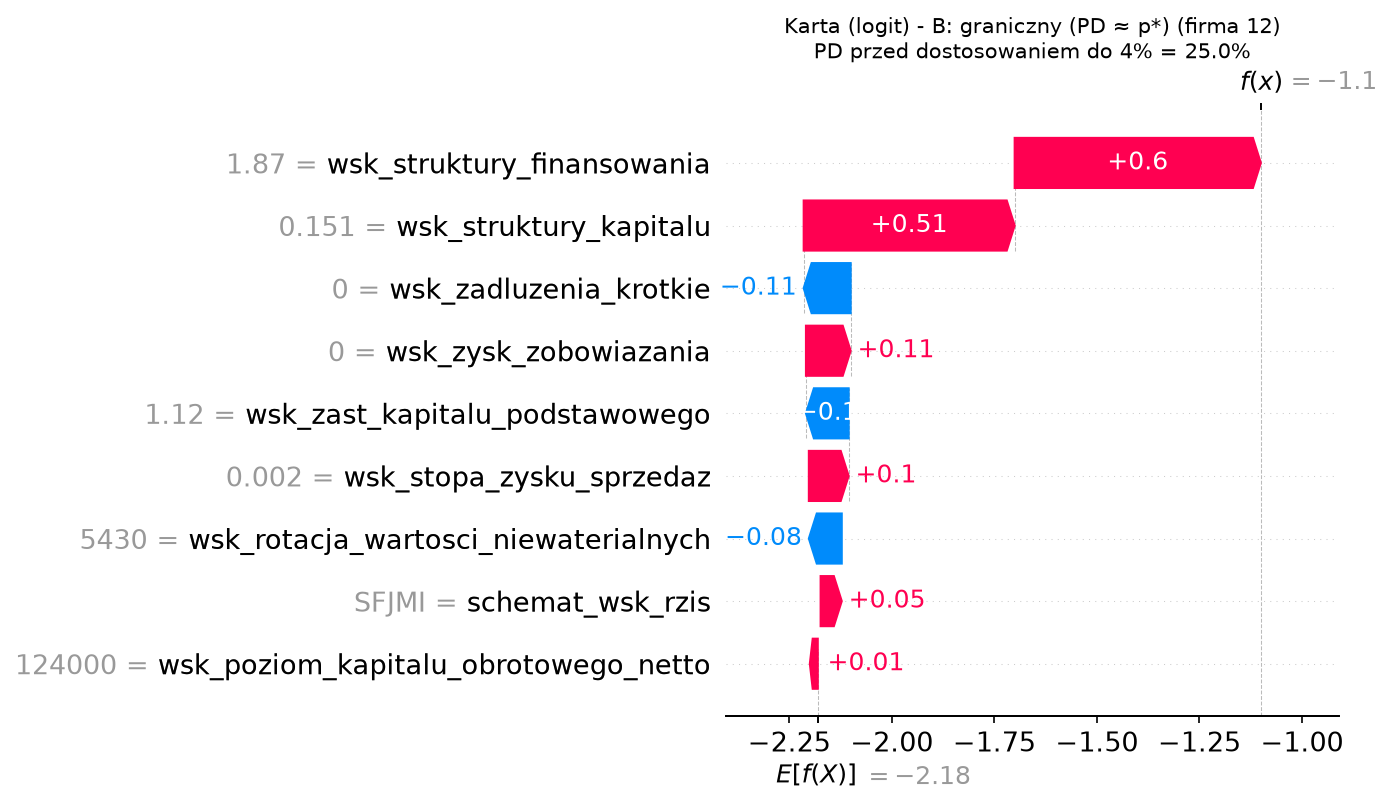 Karta (logit) - B: graniczny (PD ≈ p*) (firma 12)
PD przed dostosowaniem do 4% = 25.0%
f(x) = −1.1
1.87 = wsk_struktury_finansowania +0.6
0.151 = wsk_struktury_kapitalu +0.51
0 = wsk_zadluzenia_krotkie −0.11
0 = wsk_zysk_zobowiazania +0.11
1.12 = wsk_zast_kapitalu_podstawowego −0.1
0.002 = wsk_stopa_zysku_sprzedaz +0.1
5430 = wsk_rotacja_wartosci_niewaterialnych −0.08
SFJMI = schemat_wsk_rzis +0.05
124000 = wsk_poziom_kapitalu_obrotowego_netto +0.01
−2.25 −2.00 −1.75 −1.50 −1.25 −1.00
E[f(X)] = −2.18